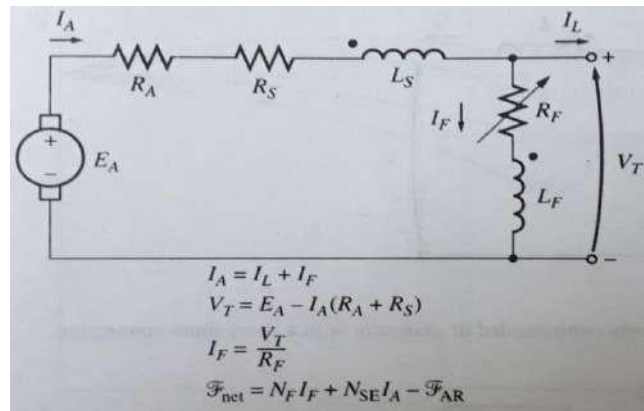 I_A I_L
R_A R_S L_S +
I_F R_F
+
− E_A V_T
L_F
−
I_A = I_L + I_F
V_T = E_A − I_A(R_A + R_S)
I_F = V_T / R_F
ℱ_net = N_F I_F + N_SE I_A − ℱ_AR